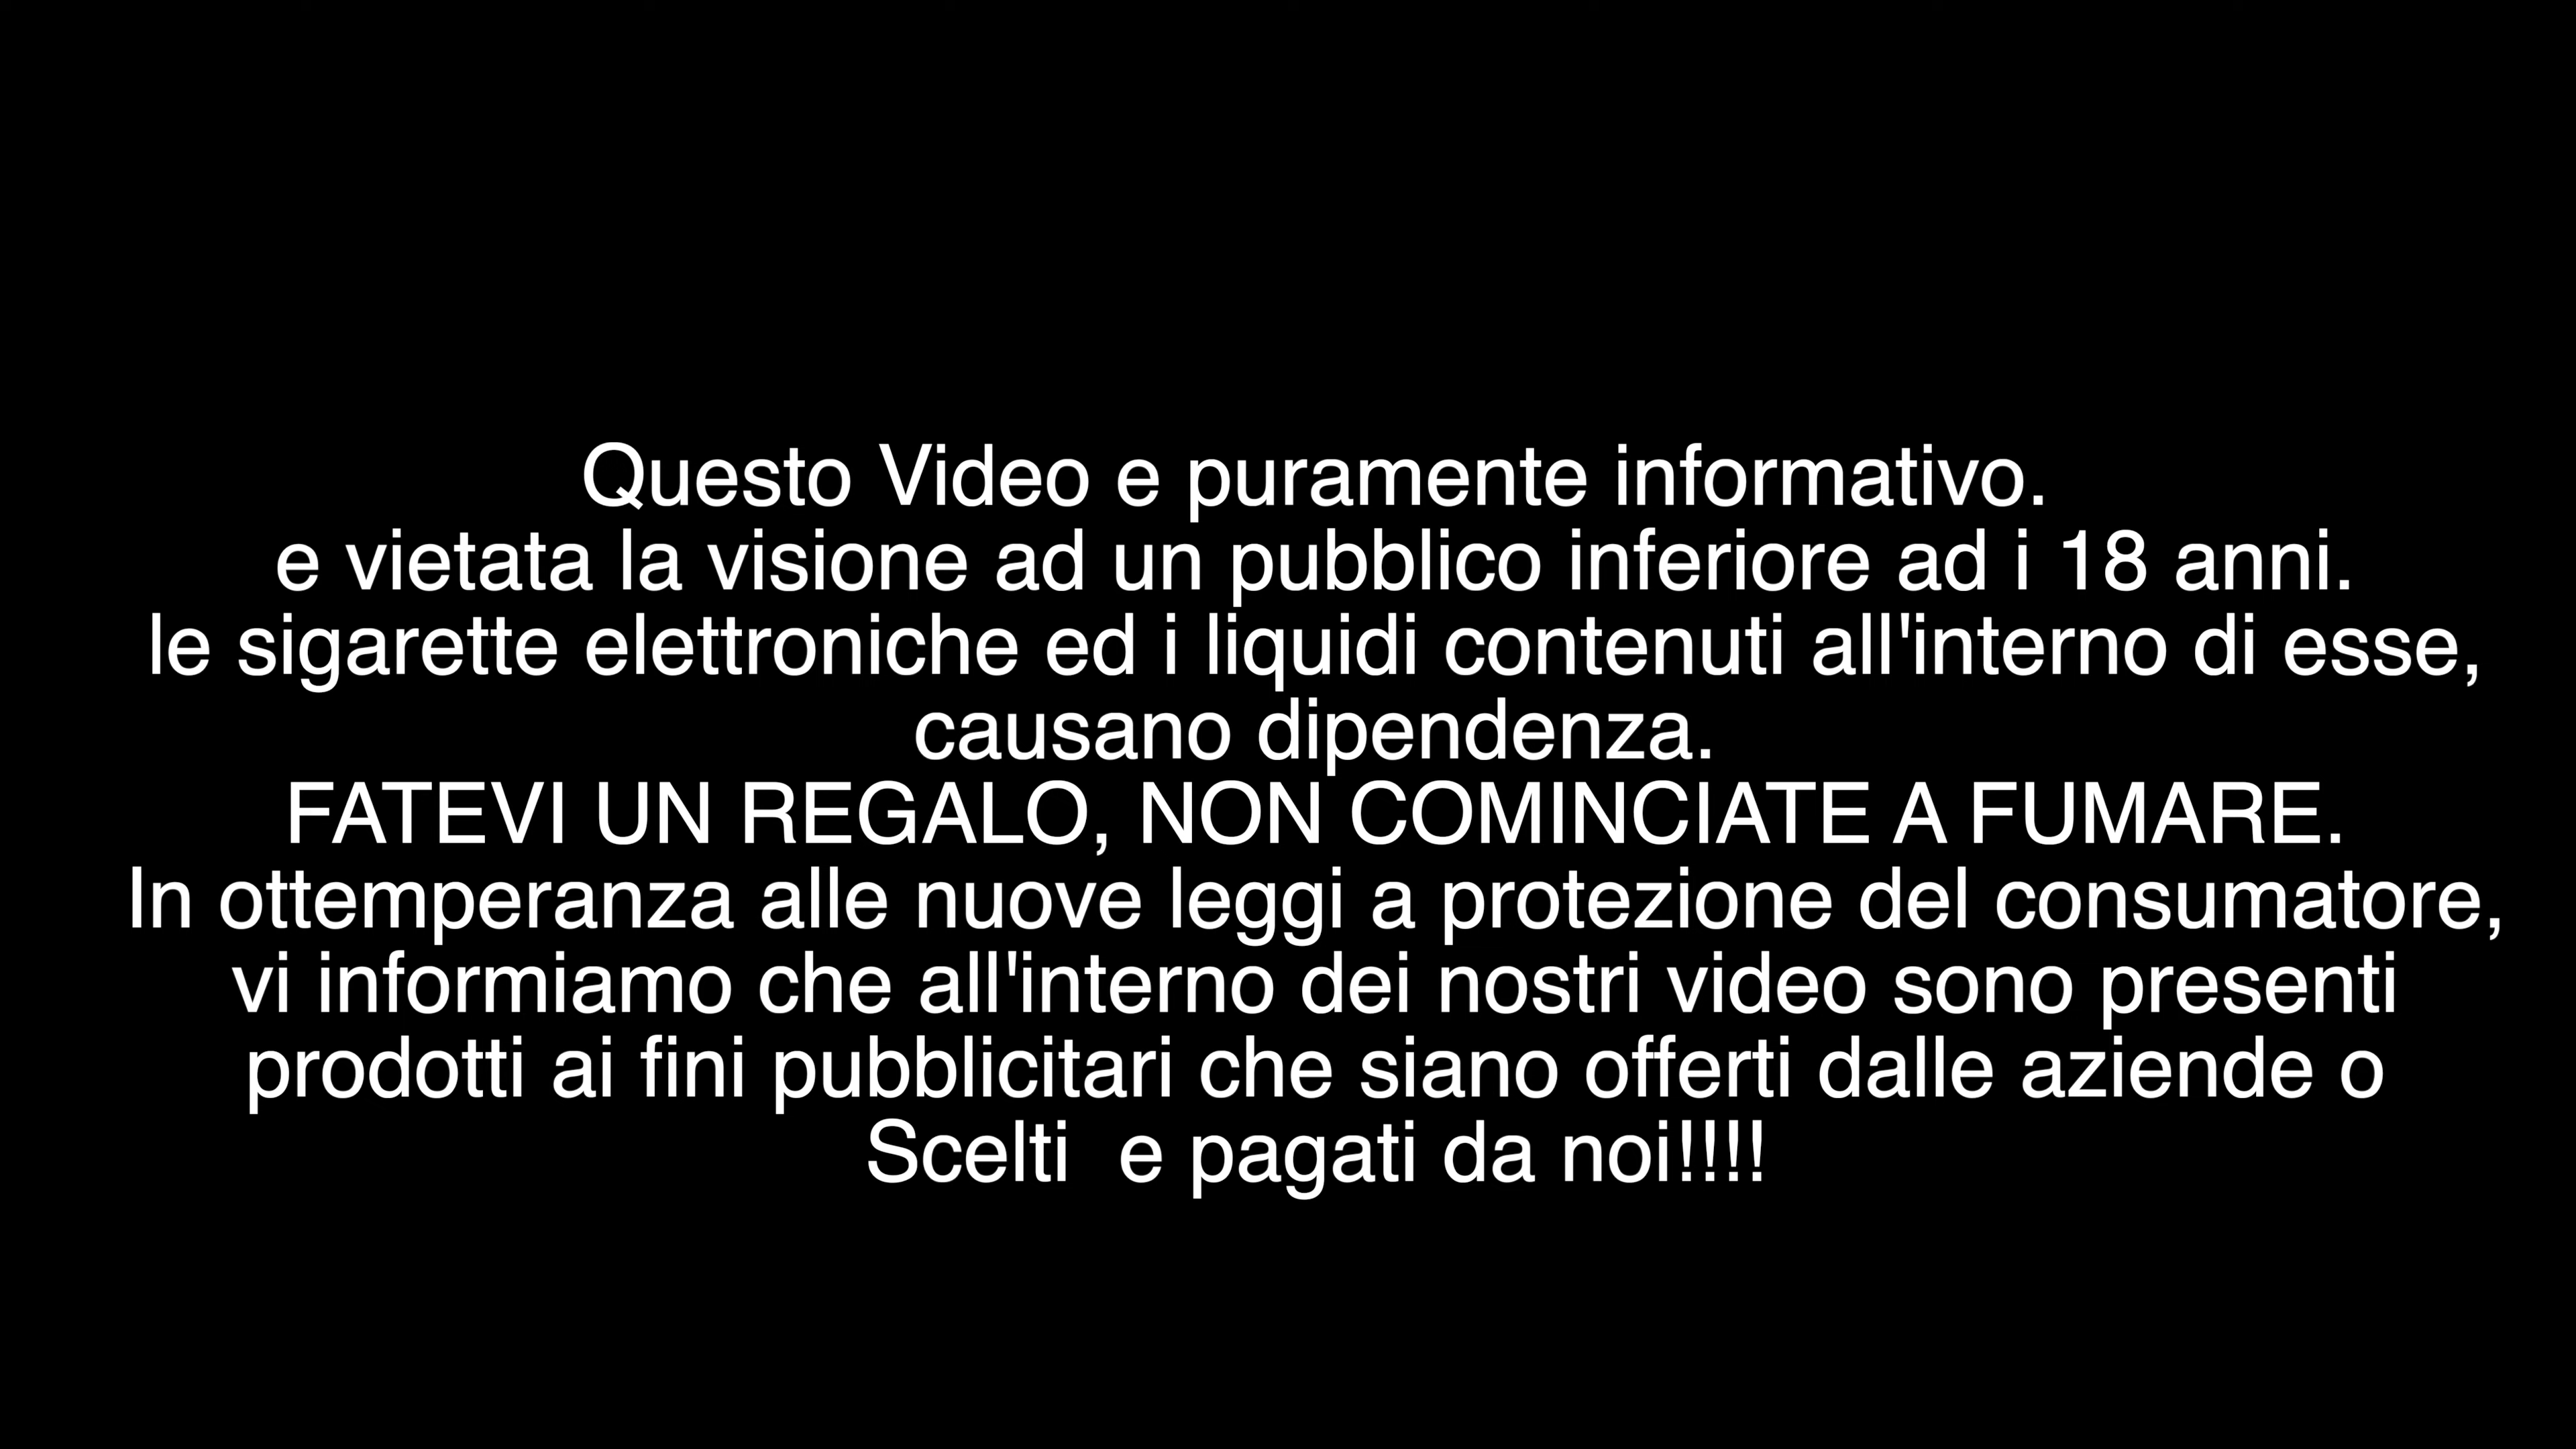 Questo Video e puramente informativo.
e vietata la visione ad un pubblico inferiore ad i 18 anni.
le sigarette elettroniche ed i liquidi contenuti all'interno di esse,
causano dipendenza.
FATEVI UN REGALO, NON COMINCIATE A FUMARE.
In ottemperanza alle nuove leggi a protezione del consumatore,
vi informiamo che all'interno dei nostri video sono presenti
prodotti ai fini pubblicitari che siano offerti dalle aziende o
Scelti  e pagati da noi!!!!